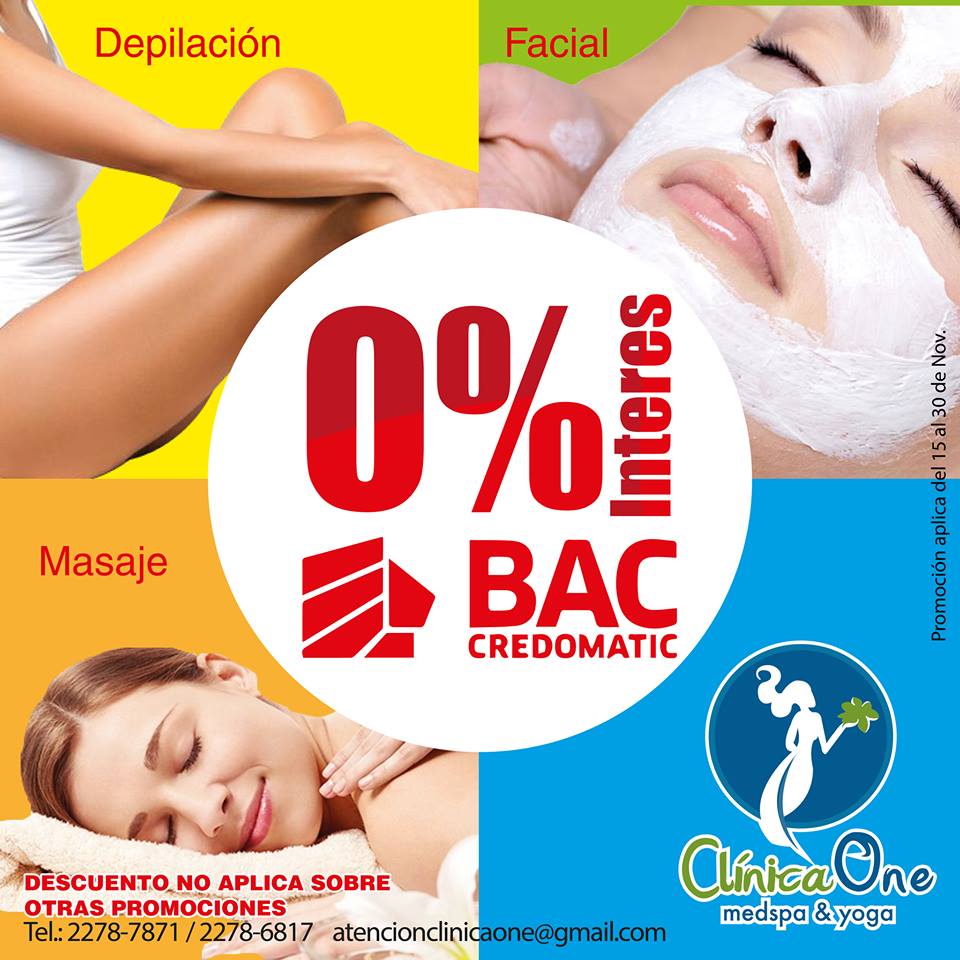 Depilación
Facial
0% Interes
BAC
CREDOMATIC
Promoción aplica del 15 al 30 de Nov.
Masaje
Clínica One
medspa & yoga
DESCUENTO NO APLICA SOBRE
OTRAS PROMOCIONES
Tel.: 2278-7871 / 2278-6817 atencionclinicaone@gmail.com